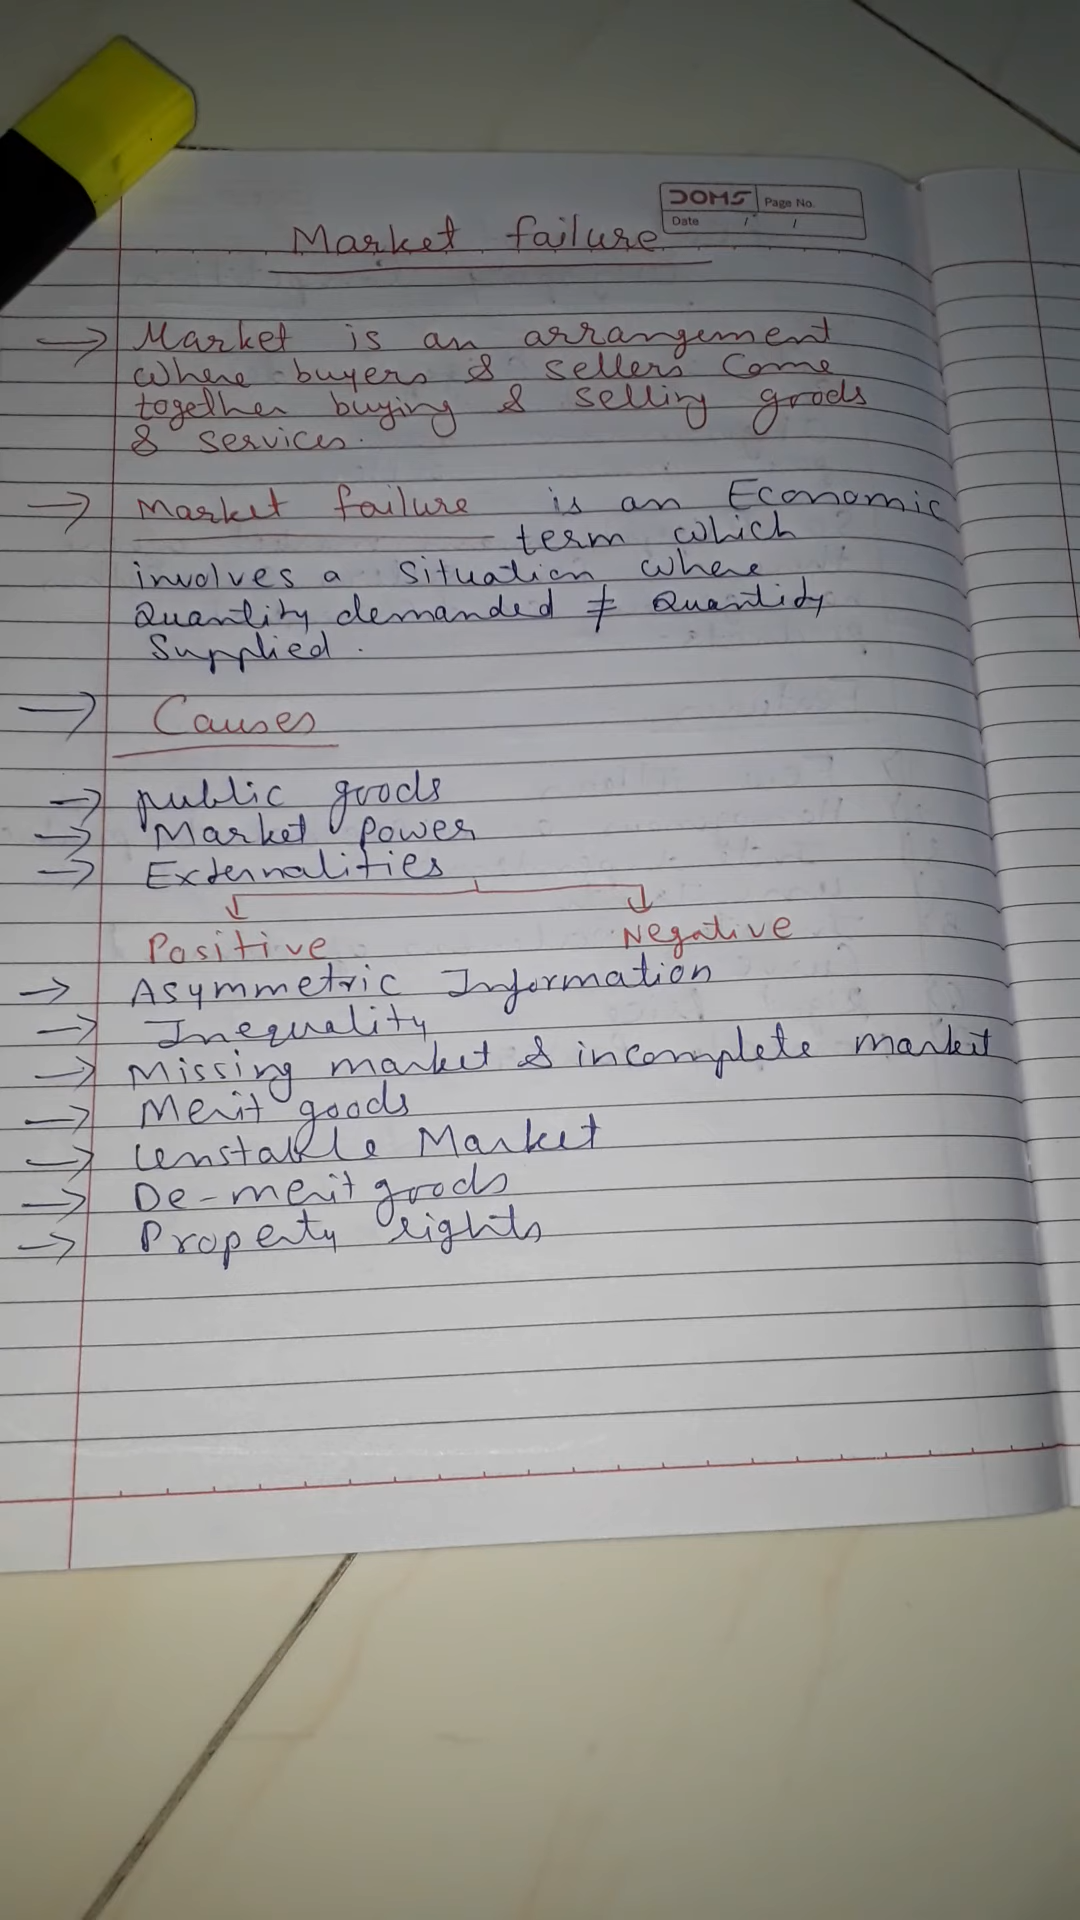 DOMS Page No.
Date / /
Market failure
→ Market is an arrangement
where buyers & sellers come
together buying & selling goods
& services.
→ Market failure is an Economic
term which
involves a situation where
Quantity demanded ≠ Quantity
Supplied.
→ Causes
→ public goods
→ Market Power
→ Externalities
Positive Negative
→ Asymmetric Information
→ Inequality
→ Missing market & incomplete market
→ Merit goods
→ Unstable Market
→ De-merit goods
→ Property rights